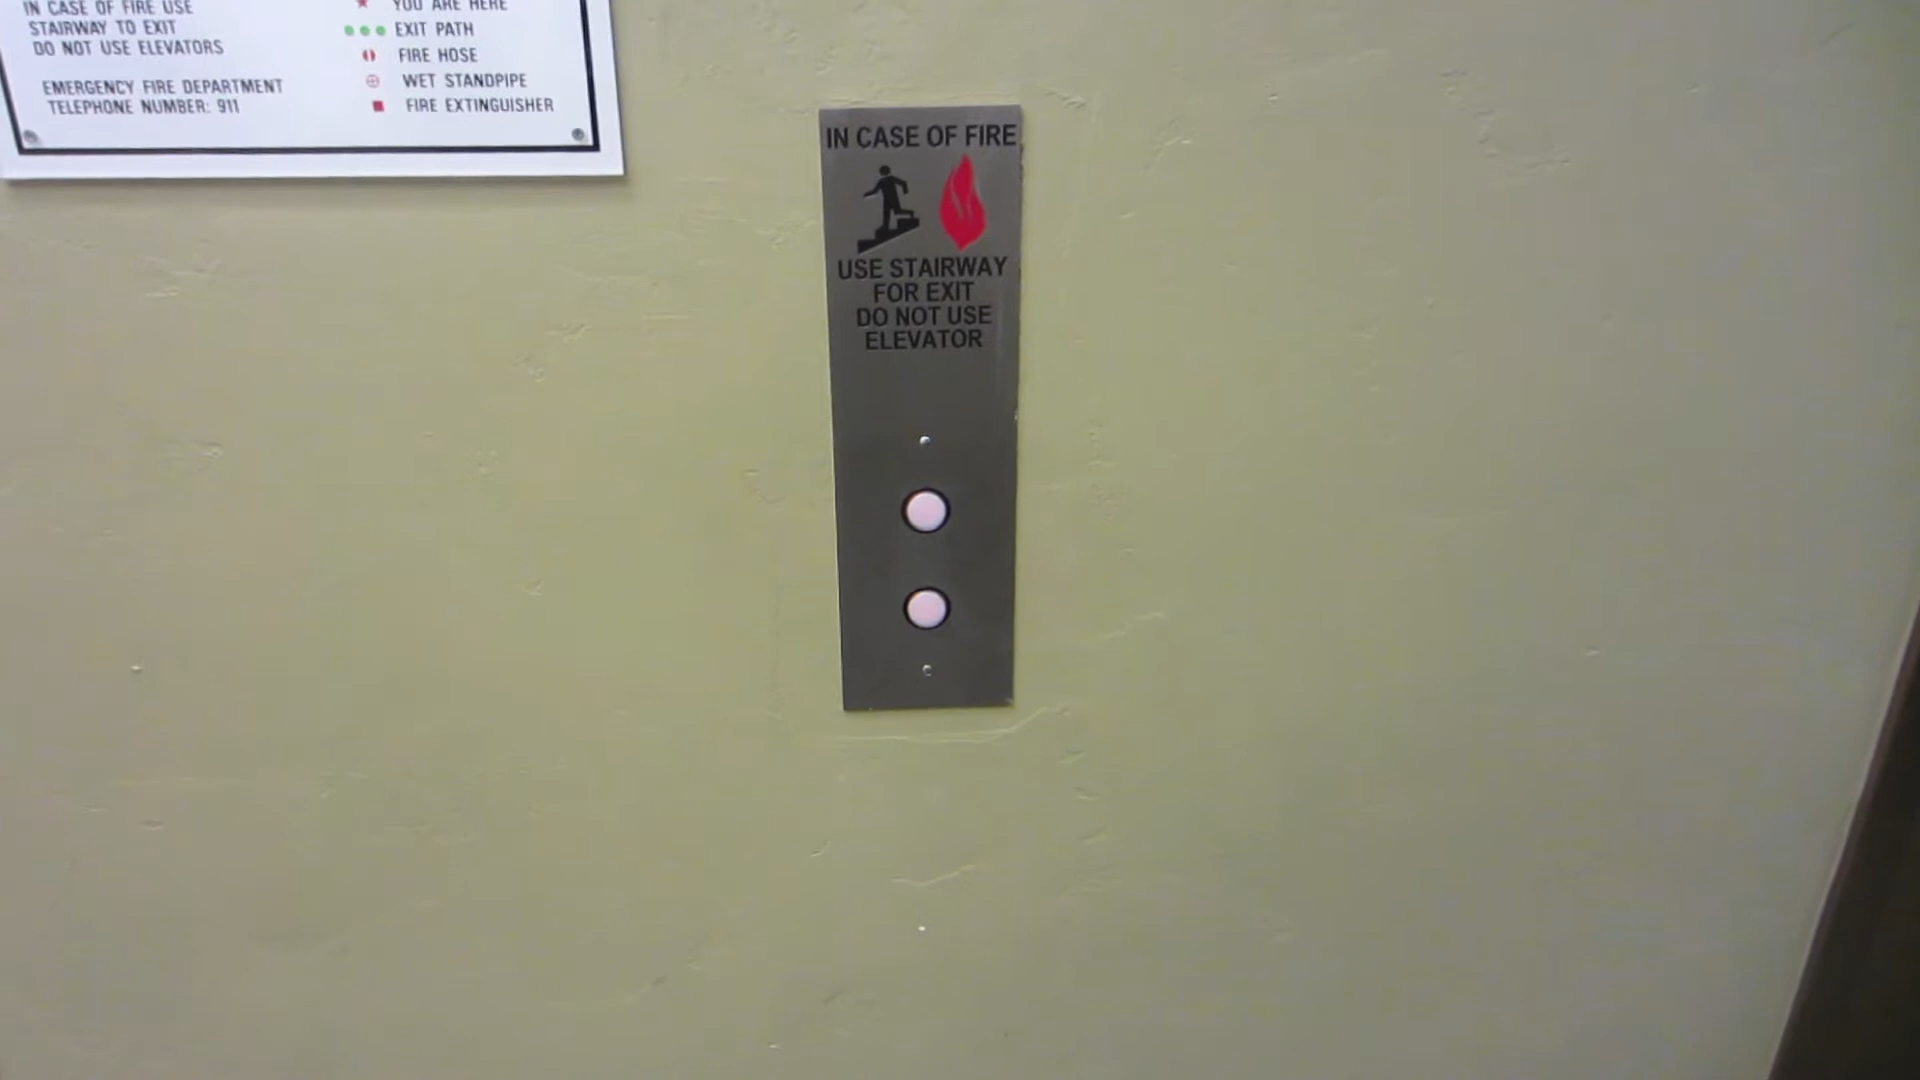 IN CASE OF FIRE USE
STAIRWAY TO EXIT
DO NOT USE ELEVATORS
EMERGENCY FIRE DEPARTMENT
TELEPHONE NUMBER: 911
YOU ARE HERE
EXIT PATH
FIRE HOSE
WET STANDPIPE
FIRE EXTINGUISHER
IN CASE OF FIRE
USE STAIRWAY
FOR EXIT
DO NOT USE
ELEVATOR